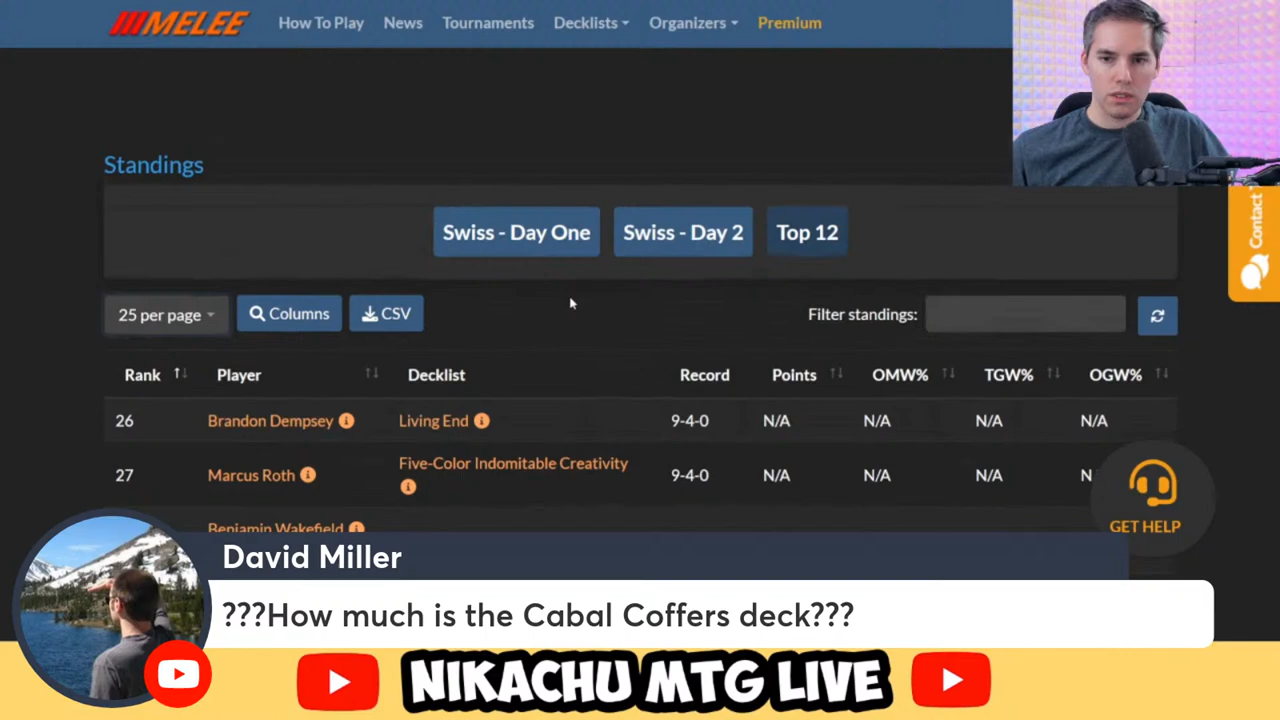 MELEE How To Play News Tournaments Decklists Organizers Premium
Standings
Contact
Swiss - Day One Swiss - Day 2 Top 12
25 per page Columns CSV Filter standings:
Rank Player Decklist Record Points OMW% TGW% OGW%
26 Brandon Dempsey Living End 9-4-0 N/A N/A N/A N/A
27 Marcus Roth Five-Color Indomitable Creativity 9-4-0 N/A N/A N/A
Benjamin Wakefield
GET HELP
David Miller
???How much is the Cabal Coffers deck???
NIKACHU MTG LIVE